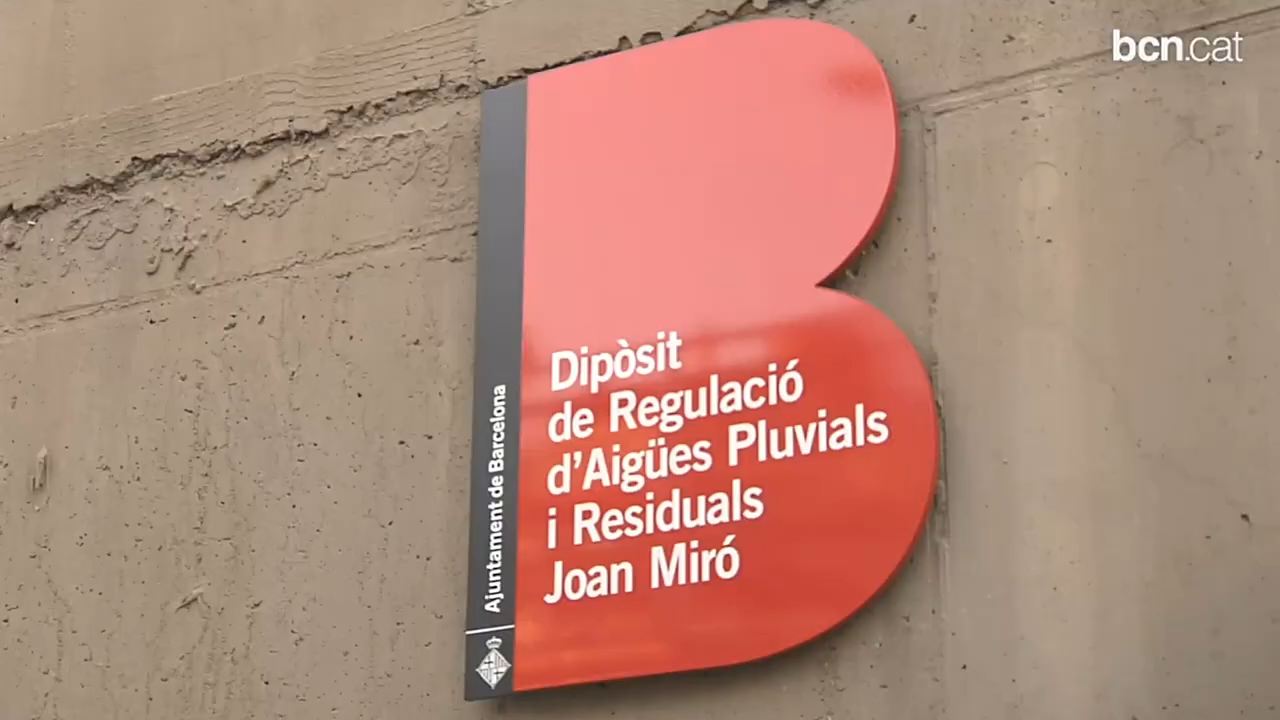 bcn.cat
Dipòsit
de Regulació
d'Aigües Pluvials
i Residuals
Joan Miró
Ajuntament de Barcelona